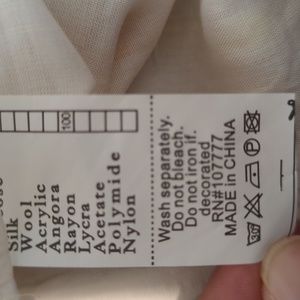 Silk
Wool
Acrylic
Angora
Rayon
Lycra
Acetate
Polymide
Nylon
100
Wash separately.
Do not bleach.
Do not iron if.
decorated
RN#107777
MADE in CHINA